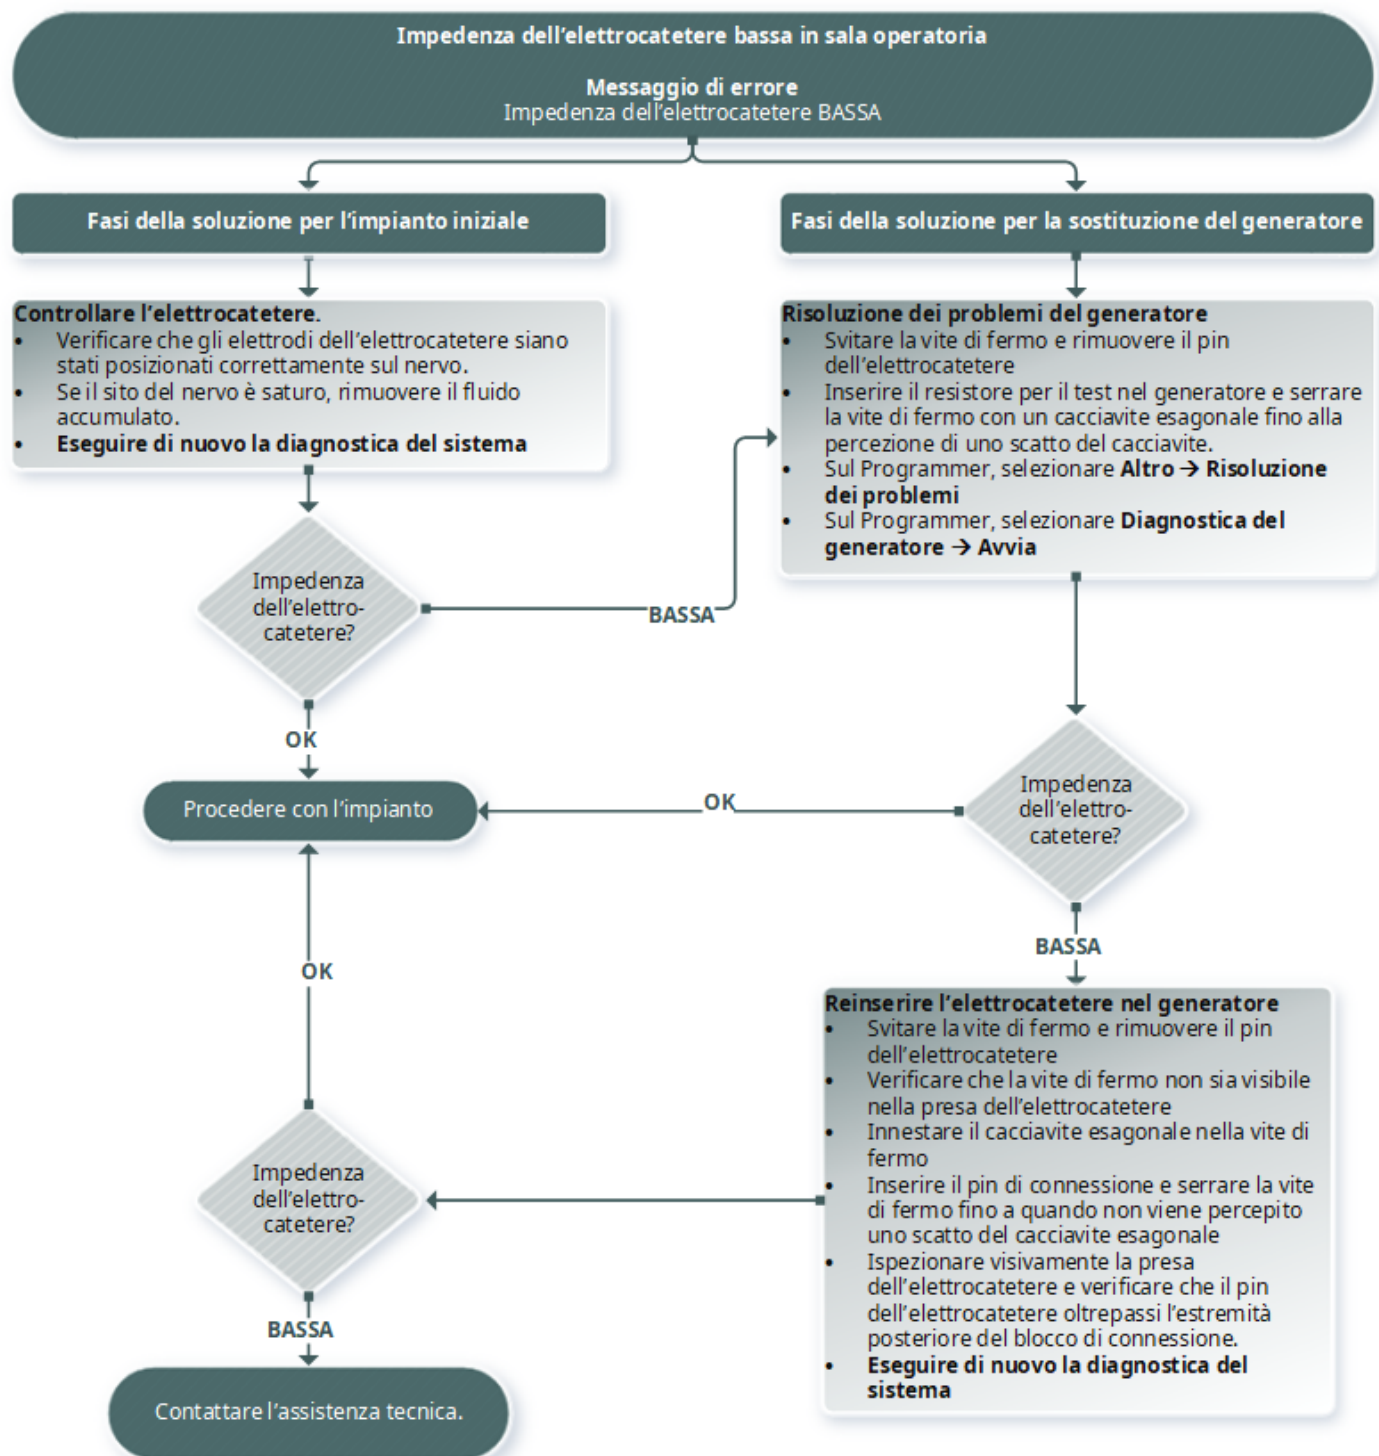 Impedenza dell'elettrocatetere bassa in sala operatoria
Messaggio di errore
Impedenza dell'elettrocatetere BASSA
Fasi della soluzione per l'impianto iniziale
Fasi della soluzione per la sostituzione del generatore
Controllare l'elettrocatetere.
• Verificare che gli elettrodi dell'elettrocatetere siano
stati posizionati correttamente sul nervo.
• Se il sito del nervo è saturo, rimuovere il fluido
accumulato.
• Eseguire di nuovo la diagnostica del sistema
Risoluzione dei problemi del generatore
• Svitare la vite di fermo e rimuovere il pin
dell'elettrocatetere
• Inserire il resistore per il test nel generatore e serrare
la vite di fermo con un cacciavite esagonale fino alla
percezione di uno scatto del cacciavite.
• Sul Programmer, selezionare Altro → Risoluzione
dei problemi
• Sul Programmer, selezionare Diagnostica del
generatore → Avvia
Impedenza
dell'elettro-
catetere?
BASSA
OK
Procedere con l'impianto
OK
Impedenza
dell'elettro-
catetere?
BASSA
Reinserire l'elettrocatetere nel generatore
• Svitare la vite di fermo e rimuovere il pin
dell'elettrocatetere
• Verificare che la vite di fermo non sia visibile
nella presa dell'elettrocatetere
• Innestare il cacciavite esagonale nella vite di
fermo
• Inserire il pin di connessione e serrare la vite
di fermo fino a quando non viene percepito
uno scatto del cacciavite esagonale
• Ispezionare visivamente la presa
dell'elettrocatetere e verificare che il pin
dell'elettrocatetere oltrepassi l'estremità
posteriore del blocco di connessione.
• Eseguire di nuovo la diagnostica del
sistema
OK
Impedenza
dell'elettro-
catetere?
BASSA
Contattare l'assistenza tecnica.